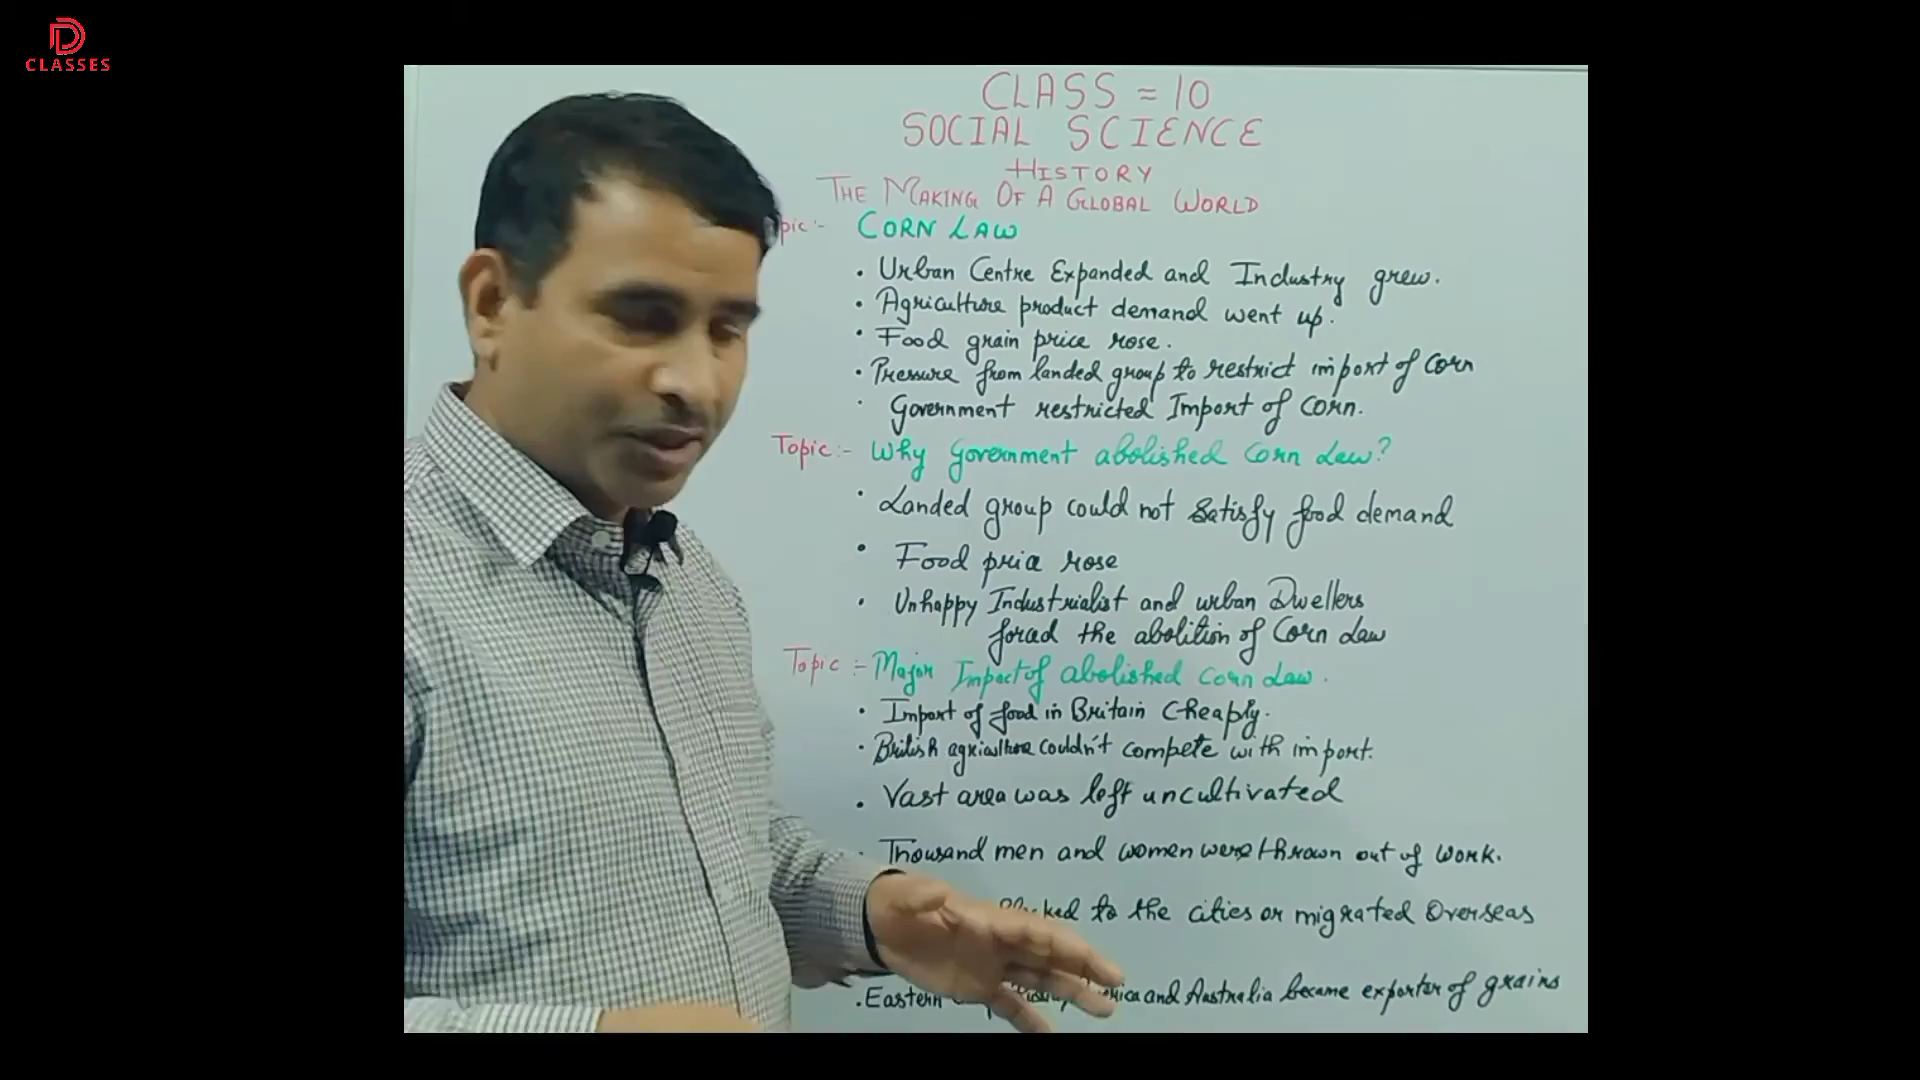 D
CLASSES
CLASS = 10
SOCIAL SCIENCE
HISTORY
THE MAKING OF A GLOBAL WORLD
pic :- CORN LAW
• Urban Centre Expanded and Industry grew.
• Agriculture product demand went up.
• Food grain price rose.
• Pressure from landed group to restrict import of Corn
• Government restricted Import of Corn.
Topic :- Why Government abolished Corn Law?
• Landed group could not Satisfy food demand
• Food price rose
• Unhappy Industrialist and urban Dwellers
forced the abolition of Corn Law
Topic :- Major Impact of abolished Corn Law.
• Import of food in Britain Cheaply.
• British agriculture couldn't compete with import.
• Vast area was left uncultivated
• Thousand men and women were thrown out of work.
to the cities or migrated Overseas
• Eastern and Australia became exporter of grains